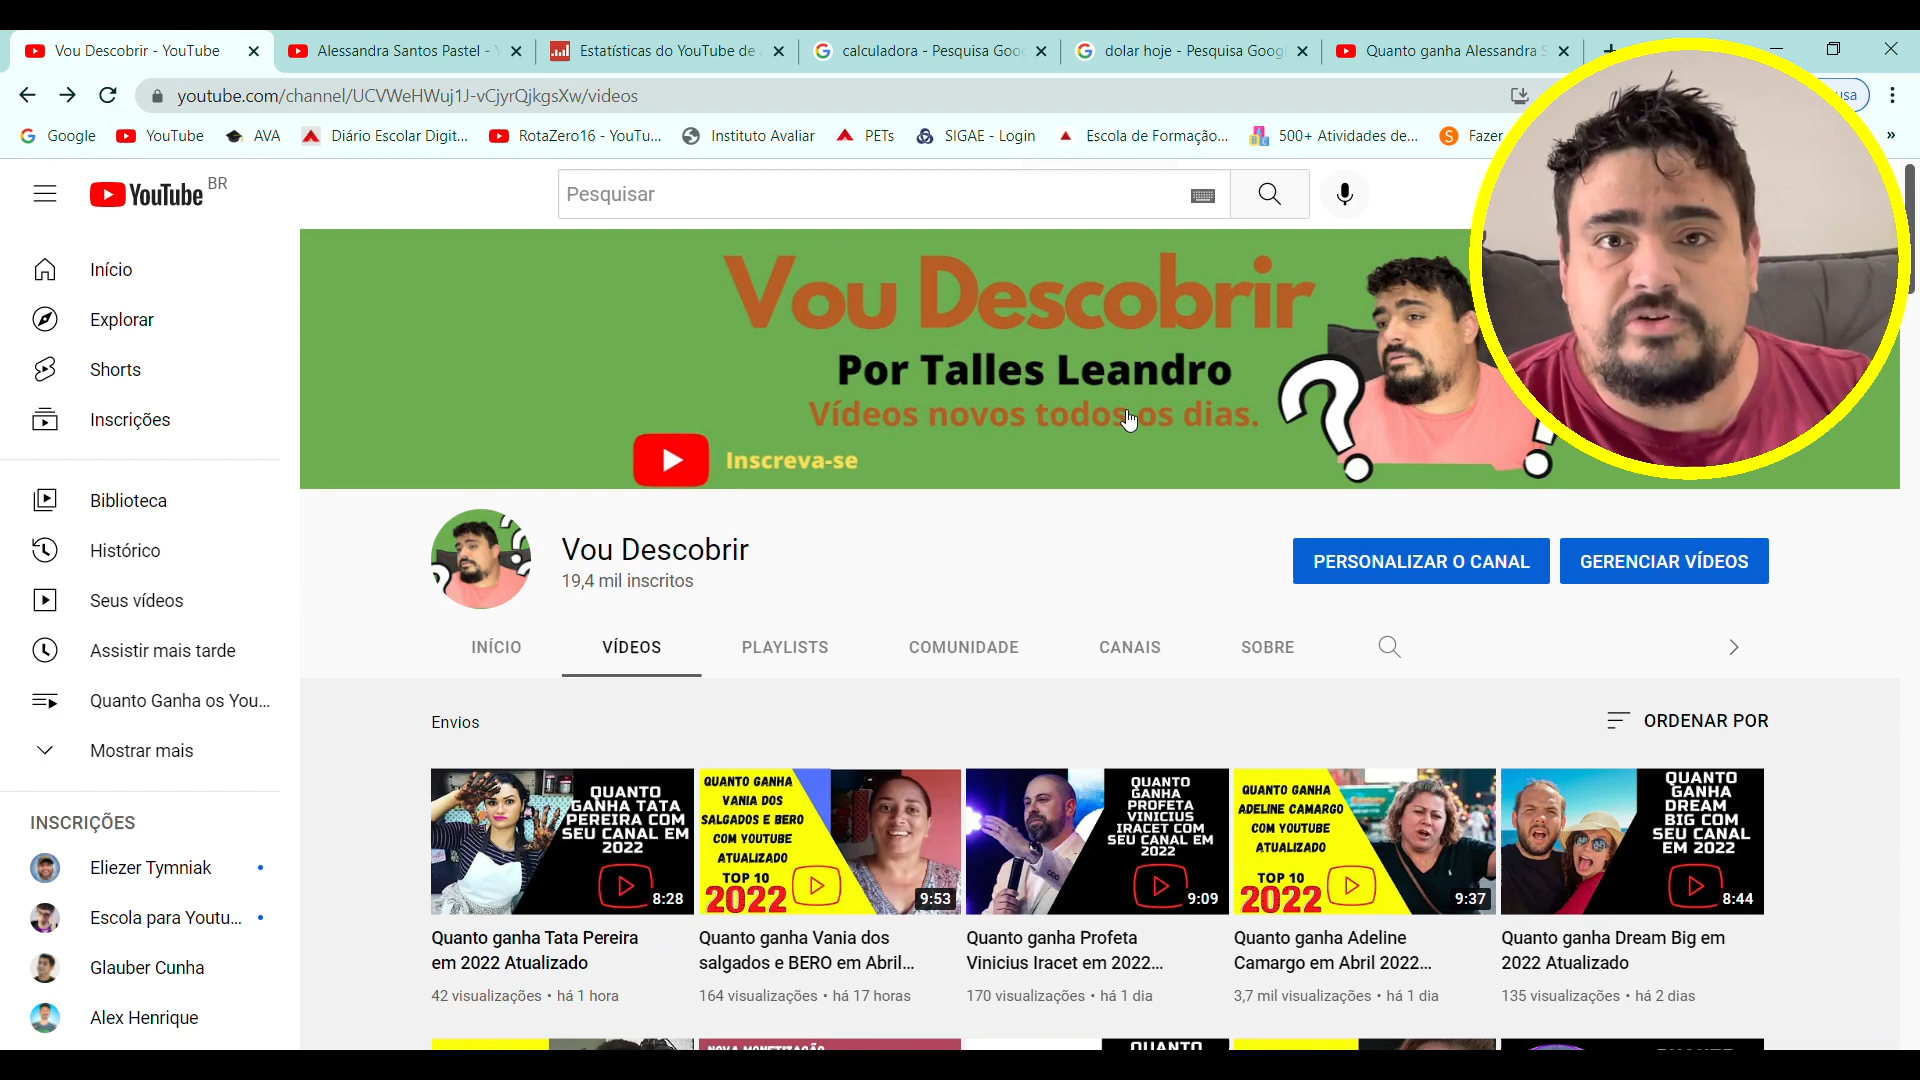 Vou Descobrir - YouTube
Alessandra Santos Pastel -
Estatísticas do YouTube de
calculadora - Pesquisa Goo
dolar hoje - Pesquisa Goog
Quanto ganha Alessandra
youtube.com/channel/UCVWeHWuj1J-vCjyrQjkgsXw/videos
usa
Google
YouTube
AVA
Diário Escolar Digit...
RotaZero16 - YouTu...
Instituto Avaliar
PETs
SIGAE - Login
Escola de Formação...
500+ Atividades de...
Fazer
»
YouTube BR
Pesquisar
Início
Explorar
Shorts
Inscrições
Biblioteca
Histórico
Seus vídeos
Assistir mais tarde
Quanto Ganha os You...
Mostrar mais
INSCRIÇÕES
Eliezer Tymniak
Escola para Youtu...
Glauber Cunha
Alex Henrique
Vou Descobrir
Por Talles Leandro
Vídeos novos todos os dias.
Inscreva-se
Vou Descobrir
19,4 mil inscritos
PERSONALIZAR O CANAL
GERENCIAR VÍDEOS
INÍCIO
VÍDEOS
PLAYLISTS
COMUNIDADE
CANAIS
SOBRE
Envios
ORDENAR POR
QUANTO
GANHA TATA
PEREIRA COM
SEU CANAL EM
2022
8:28
Quanto ganha Tata Pereira
em 2022 Atualizado
42 visualizações • há 1 hora
QUANTO GANHA
VANIA DOS
SALGADOS E BERO
COM YOUTUBE
ATUALIZADO
TOP 10
2022
9:53
Quanto ganha Vania dos
salgados e BERO em Abril...
164 visualizações • há 17 horas
QUANTO
GANHA
PROFETA
VINICIUS
IRACET COM
SEU CANAL EM
2022
9:09
Quanto ganha Profeta
Vinicius Iracet em 2022...
170 visualizações • há 1 dia
QUANTO GANHA
ADELINE CAMARGO
COM YOUTUBE
ATUALIZADO
TOP 10
2022
9:37
Quanto ganha Adeline
Camargo em Abril 2022...
3,7 mil visualizações • há 1 dia
QUANTO
GANHA
DREAM
BIG COM
SEU CANAL
EM 2022
8:44
Quanto ganha Dream Big em
2022 Atualizado
135 visualizações • há 2 dias
NOVA MONETIZAÇÃO
QUANTO